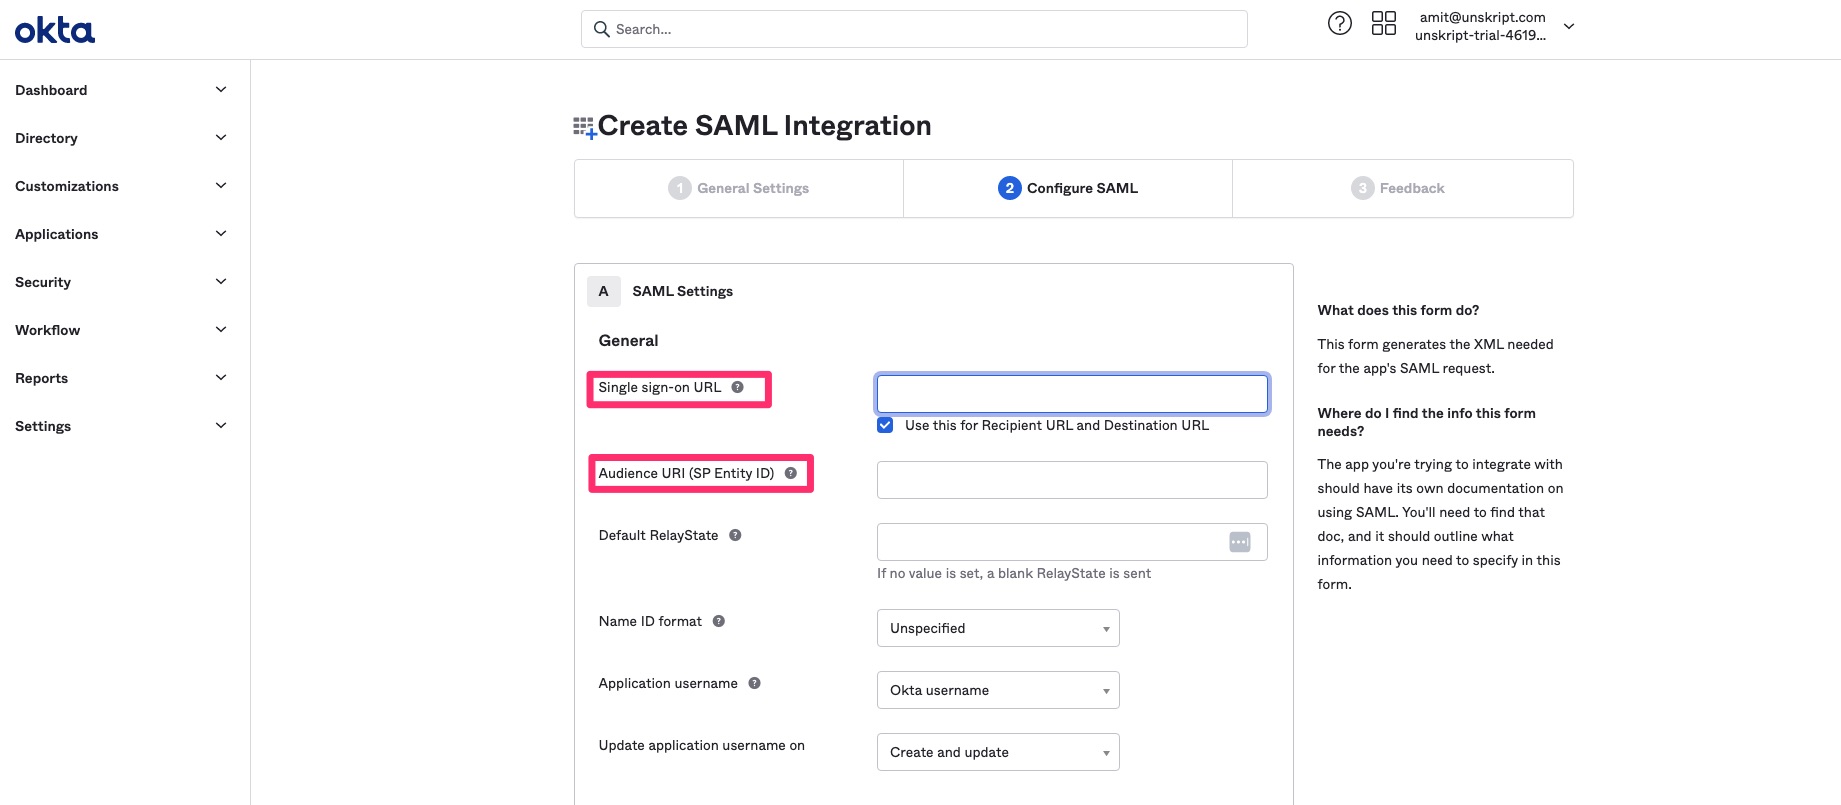 okta
Search...
amit@unskript.com
unskript-trial-4619...
Dashboard
Directory
Customizations
Applications
Security
Workflow
Reports
Settings
Create SAML Integration
1 General Settings
2 Configure SAML
3 Feedback
A SAML Settings
General
Single sign-on URL ?
Use this for Recipient URL and Destination URL
Audience URI (SP Entity ID) ?
Default RelayState ?
If no value is set, a blank RelayState is sent
Name ID format ?
Unspecified
Application username ?
Okta username
Update application username on
Create and update
What does this form do?
This form generates the XML needed
for the app's SAML request.
Where do I find the info this form
needs?
The app you're trying to integrate with
should have its own documentation on
using SAML. You'll need to find that
doc, and it should outline what
information you need to specify in this
form.